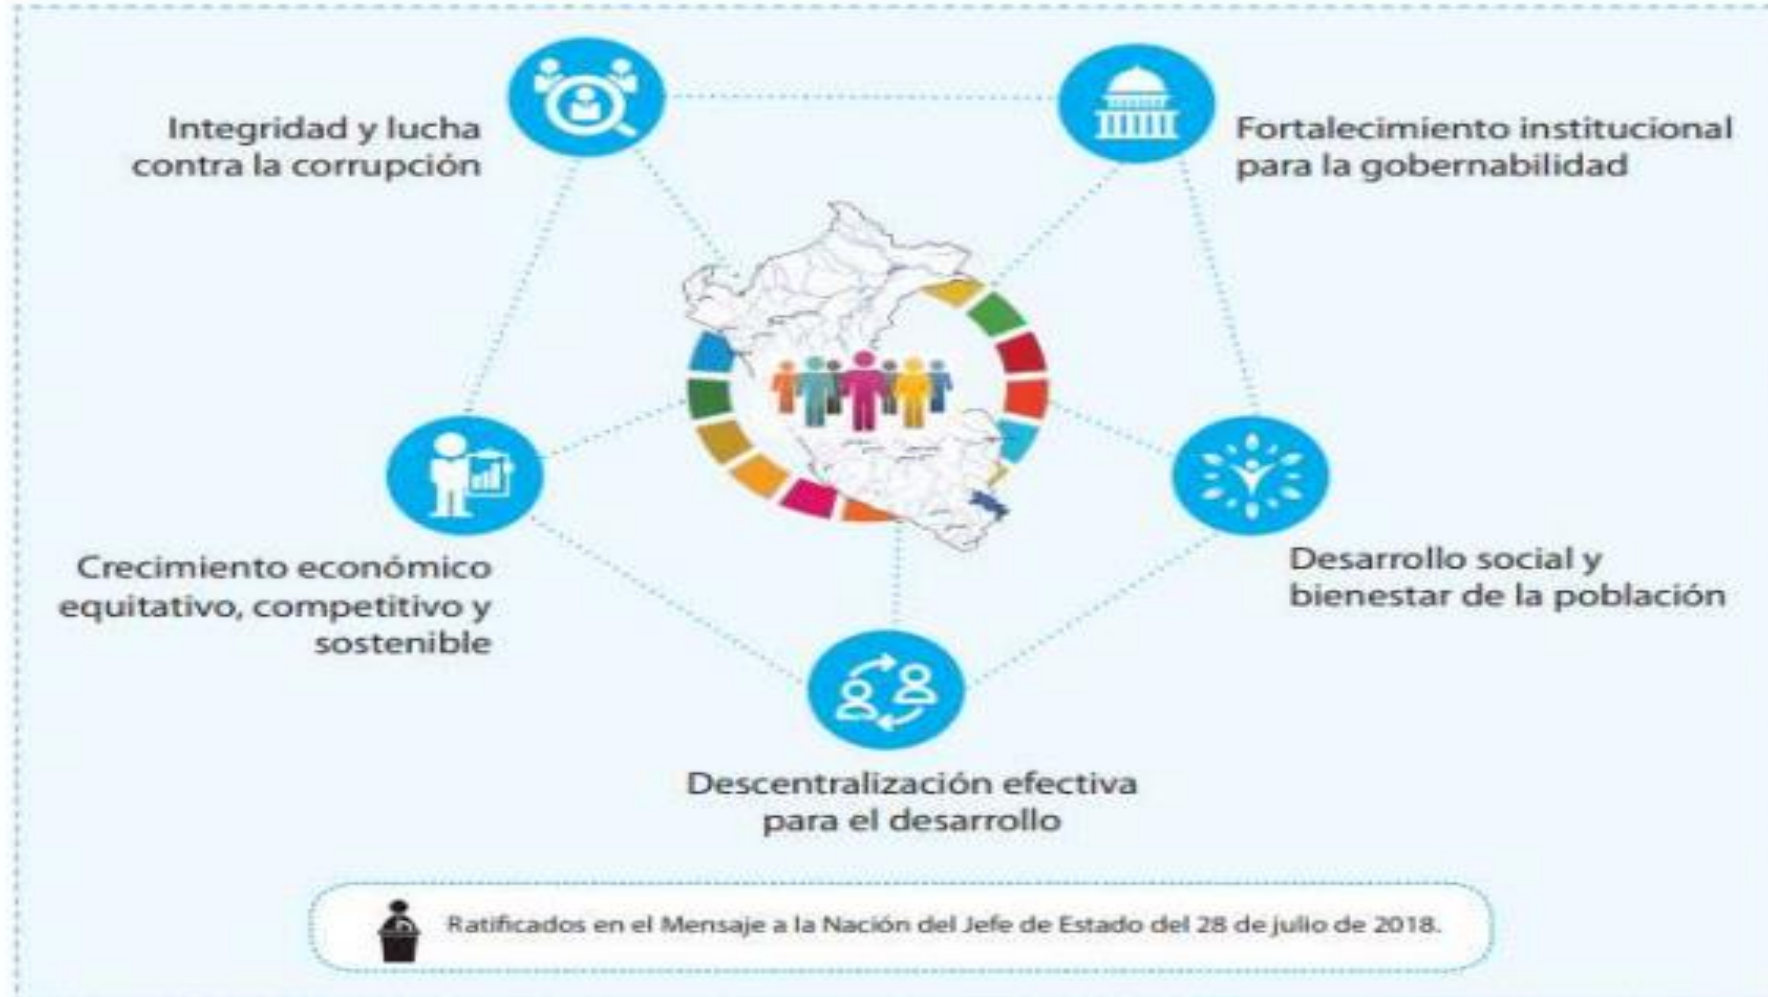 Integridad y lucha
contra la corrupción
Fortalecimiento institucional
para la gobernabilidad
Crecimiento económico
equitativo, competitivo y
sostenible
Desarrollo social y
bienestar de la población
Descentralización efectiva
para el desarrollo
Ratificados en el Mensaje a la Nación del Jefe de Estado del 28 de julio de 2018.